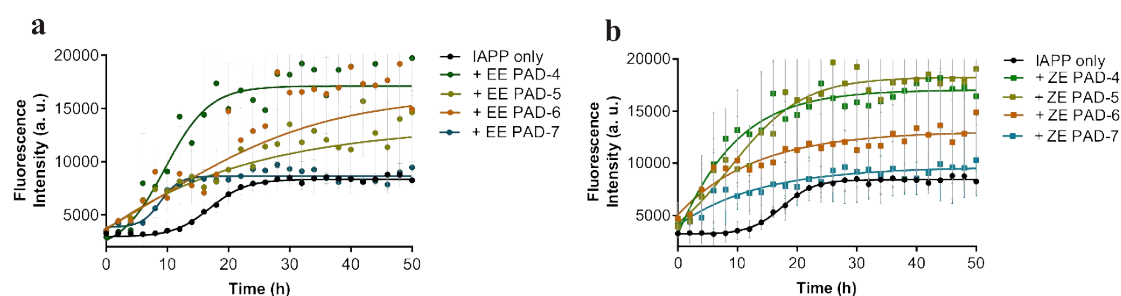 a
20000
15000
10000
5000
Fluorescence
Intensity (a. u.)
0
10
20
30
40
50
Time (h)
IAPP only
+ EE PAD-4
+ EE PAD-5
+ EE PAD-6
+ EE PAD-7
b
20000
15000
10000
5000
Fluorescence
Intensity (a. u.)
0
10
20
30
40
50
Time (h)
IAPP only
+ ZE PAD-4
+ ZE PAD-5
+ ZE PAD-6
+ ZE PAD-7